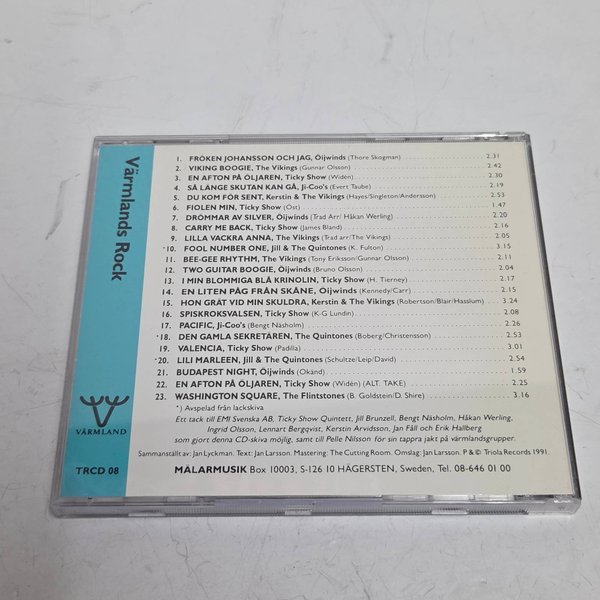 Värmlands Rock
VÄRMLAND
TRCD 08
1. FRÖKEN JOHANSSON OCH JAG, Öijwinds (Thore Skogman) 2.31
2. VIKING BOOGIE, The Vikings (Gunnar Olsson) 2.42
3. EN AFTON PÅ ÖLJAREN, Ticky Show (Widén) 2.30
4. SÅ LÄNGE SKUTAN KAN GÅ, Ji-Coo's (Evert Taube) 2.19
5. DU KOM FÖR SENT, Kerstin & The Vikings (Hayes/Singleton/Andersson) 2.53
6. FIOLEN MIN, Ticky Show (Öst) 1.47
7. DRÖMMAR AV SILVER, Öijwinds (Trad Arr/ Håkan Werling) 2.20
8. CARRY ME BACK, Ticky Show (James Bland) 2.16
9. LILLA VACKRA ANNA, The Vikings (Trad arr/The Vikings) 2.05
*10. FOOL NUMBER ONE, Jill & The Quintones (K. Fulton) 3.15
11. BEE-GEE RHYTHM, The Vikings (Tony Eriksson/Gunnar Olsson) 2.11
12. TWO GUITAR BOOGIE, Öijwinds (Bruno Olsson) 2.04
13. I MIN BLOMMIGA BLÅ KRINOLIN, Ticky Show (H. Tierney) 2.17
14. EN LITEN PÅG FRÅN SKÅNE, Öijwinds (Kennedy/Carr) 2.15
15. HON GRÄT VID MIN SKULDRA, Kerstin & The Vikings (Robertson/Blair/Hasslum) 3.24
16. SPISKROKSVALSEN, Ticky Show (K-G Lundin) 2.08
17. PACIFIC, Ji-Coo's (Bengt Näsholm) 2.26
*18. DEN GAMLA SEKRETÄREN, The Quintones (Boberg/Christensson) 2.53
19. VALENCIA, Ticky Show (Padilla) 3.01
*20. LILI MARLEEN, Jill & The Quintones (Schultze/Leip/David) 2.54
21. BUDAPEST NIGHT, Öijwinds (Okänd) 1.59
22. EN AFTON PÅ ÖLJAREN, Ticky Show (Widén) (ALT. TAKE) 2.25
23. WASHINGTON SQUARE, The Flintstones (B. Goldstein/D. Shire) 3.16
*) Avspelad från lackskiva
Ett tack till EMI Svenska AB, Ticky Show Quintett, Jill Brunzell, Bengt Näsholm, Håkan Werling,
Ingrid Olsson, Lennart Bergqvist, Kerstin Arvidsson, Jan Fäll och Erik Hallberg
som gjort denna CD-skiva möjlig, samt till Pelle Nilsson för sin tappra jakt på värmlandsgrupper.
Sammanställt av: Jan Lyckman. Text: Jan Larsson. Mastering: The Cutting Room. Omslag: Jan Larsson. P & © Triola Records 1991.
MÄLARMUSIK Box 10003, S-126 10 HÄGERSTEN, Sweden, Tel. 08-646 01 00